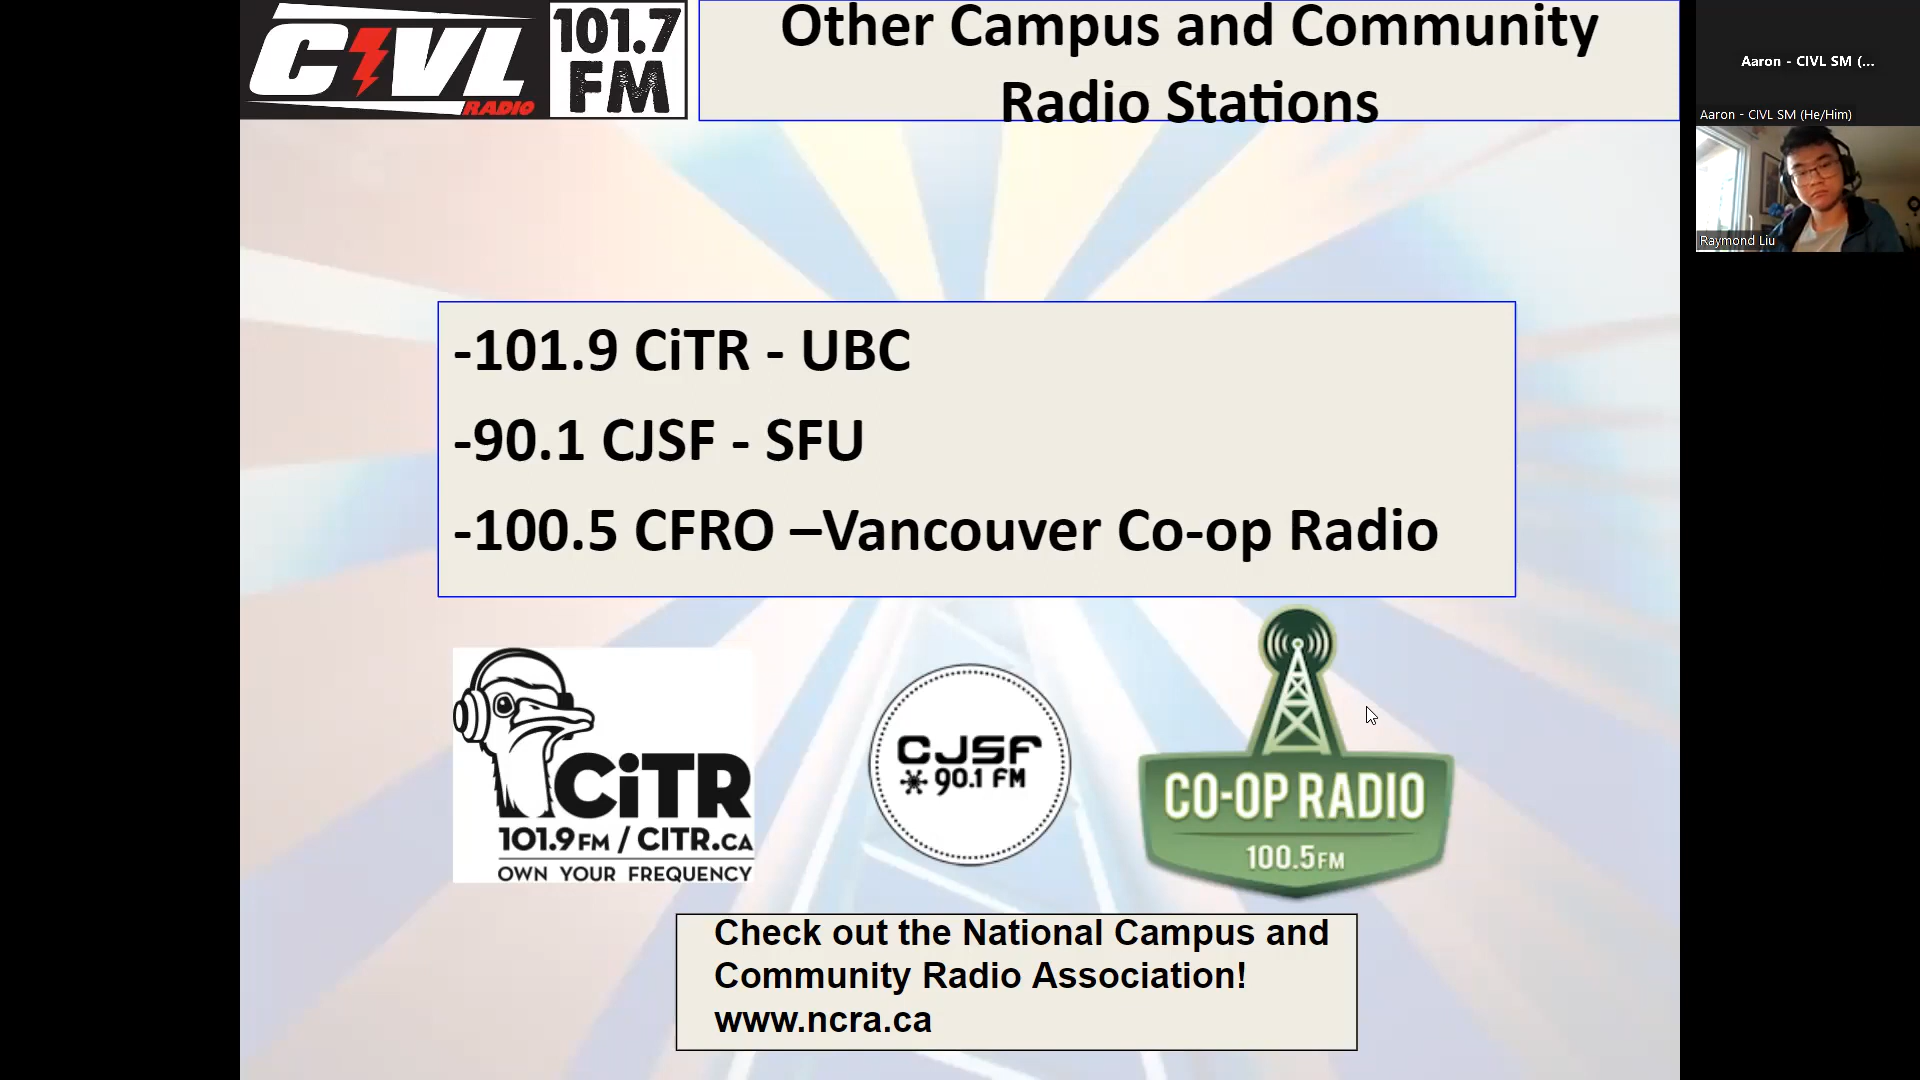 CIVL
RADIO
101.7
FM
Other Campus and Community
Radio Stations
-101.9 CiTR - UBC
-90.1 CJSF - SFU
-100.5 CFRO –Vancouver Co-op Radio
CiTR
101.9FM / CITR.CA
OWN YOUR FREQUENCY
CJSF
90.1 FM
CO-OP RADIO
100.5FM
Check out the National Campus and
Community Radio Association!
www.ncra.ca
Aaron - CIVL SM (...
Aaron - CIVL SM (He/Him)
Raymond Liu